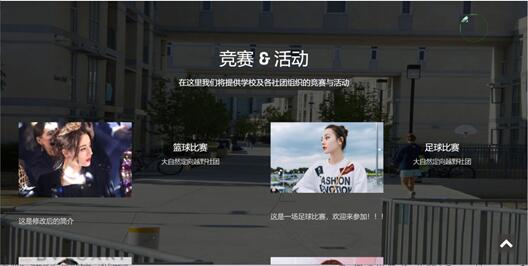 竞赛 & 活动
在这里我们将提供学校及各社团组织的竞赛与活动
篮球比赛
大自然定向越野社团
足球比赛
大自然定向越野社团
FASHION
这是修改后的简介
这是一场足球比赛，欢迎来参加！！！